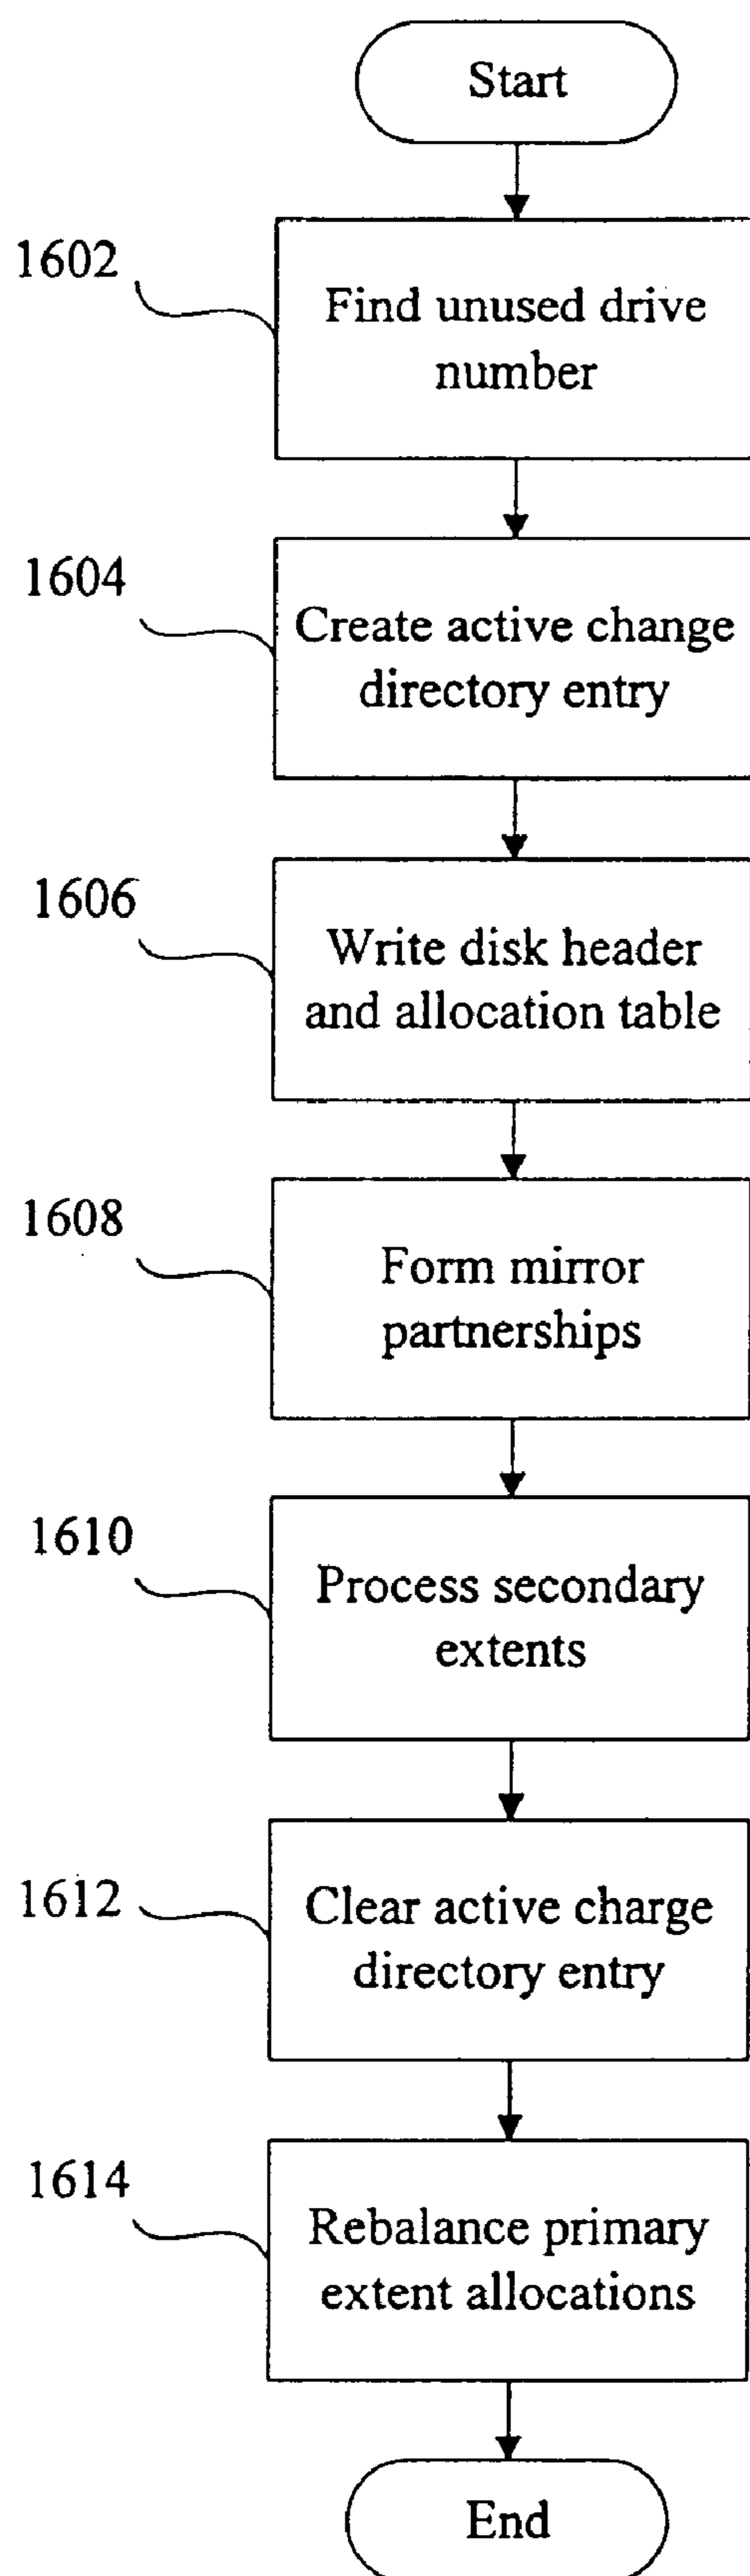 Start
1602
Find unused drive
number
1604
Create active change
directory entry
1606
Write disk header
and allocation table
1608
Form mirror
partnerships
1610
Process secondary
extents
1612
Clear active charge
directory entry
1614
Rebalance primary
extent allocations
End